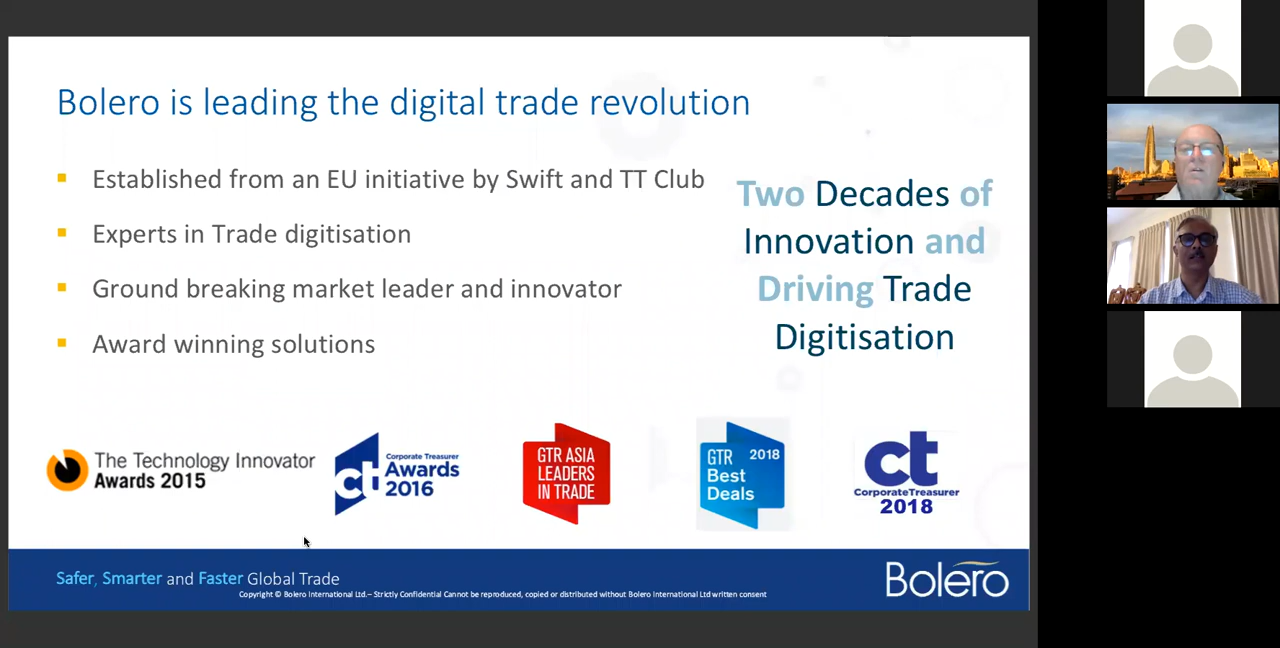 Bolero is leading the digital trade revolution
Established from an EU initiative by Swift and TT Club
Experts in Trade digitisation
Ground breaking market leader and innovator
Award winning solutions
Two Decades of
Innovation and
Driving Trade
Digitisation
The Technology Innovator
Awards 2015
ct
Corporate Treasurer
Awards
2016
GTR ASIA
LEADERS
IN TRADE
GTR 2018
Best
Deals
ct
CorporateTreasurer
2018
Safer, Smarter and Faster Global Trade
Copyright © Bolero International Ltd.– Strictly Confidential Cannot be reproduced, copied or distributed without Bolero International Ltd written consent
Bolero